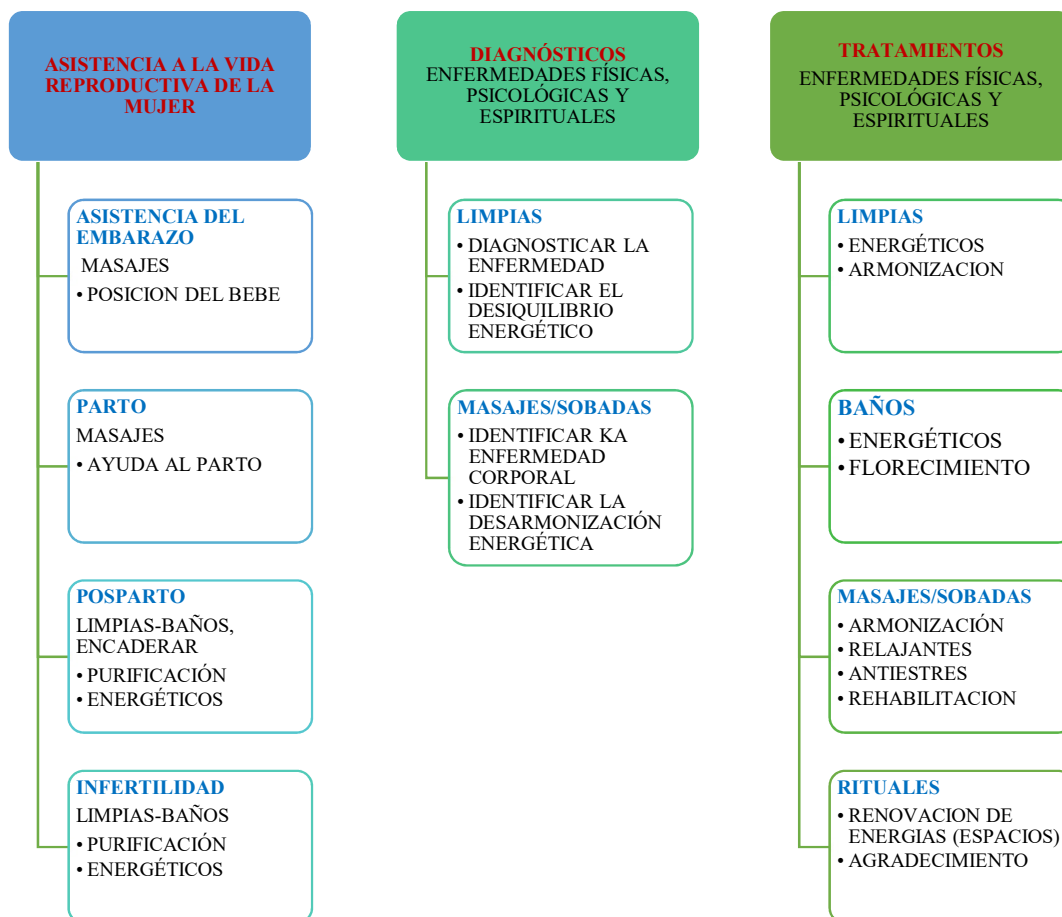 ASISTENCIA A LA VIDA
REPRODUCTIVA DE LA
MUJER
ASISTENCIA DEL
EMBARAZO
MASAJES
• POSICION DEL BEBE
PARTO
MASAJES
• AYUDA AL PARTO
POSPARTO
LIMPIAS-BAÑOS,
ENCADERAR
• PURIFICACIÓN
• ENERGÉTICOS
INFERTILIDAD
LIMPIAS-BAÑOS
• PURIFICACIÓN
• ENERGÉTICOS
DIAGNÓSTICOS
ENFERMEDADES FÍSICAS,
PSICOLÓGICAS Y
ESPIRITUALES
LIMPIAS
• DIAGNOSTICAR LA
ENFERMEDAD
• IDENTIFICAR EL
DESIQUILIBRIO
ENERGÉTICO
MASAJES/SOBADAS
• IDENTIFICAR KA
ENFERMEDAD
CORPORAL
• IDENTIFICAR LA
DESARMONIZACIÓN
ENERGÉTICA
TRATAMIENTOS
ENFERMEDADES FÍSICAS,
PSICOLÓGICAS Y
ESPIRITUALES
LIMPIAS
• ENERGÉTICOS
• ARMONIZACION
BAÑOS
• ENERGÉTICOS
• FLORECIMIENTO
MASAJES/SOBADAS
• ARMONIZACIÓN
• RELAJANTES
• ANTIESTRES
• REHABILITACION
RITUALES
• RENOVACION DE
ENERGIAS (ESPACIOS)
• AGRADECIMIENTO